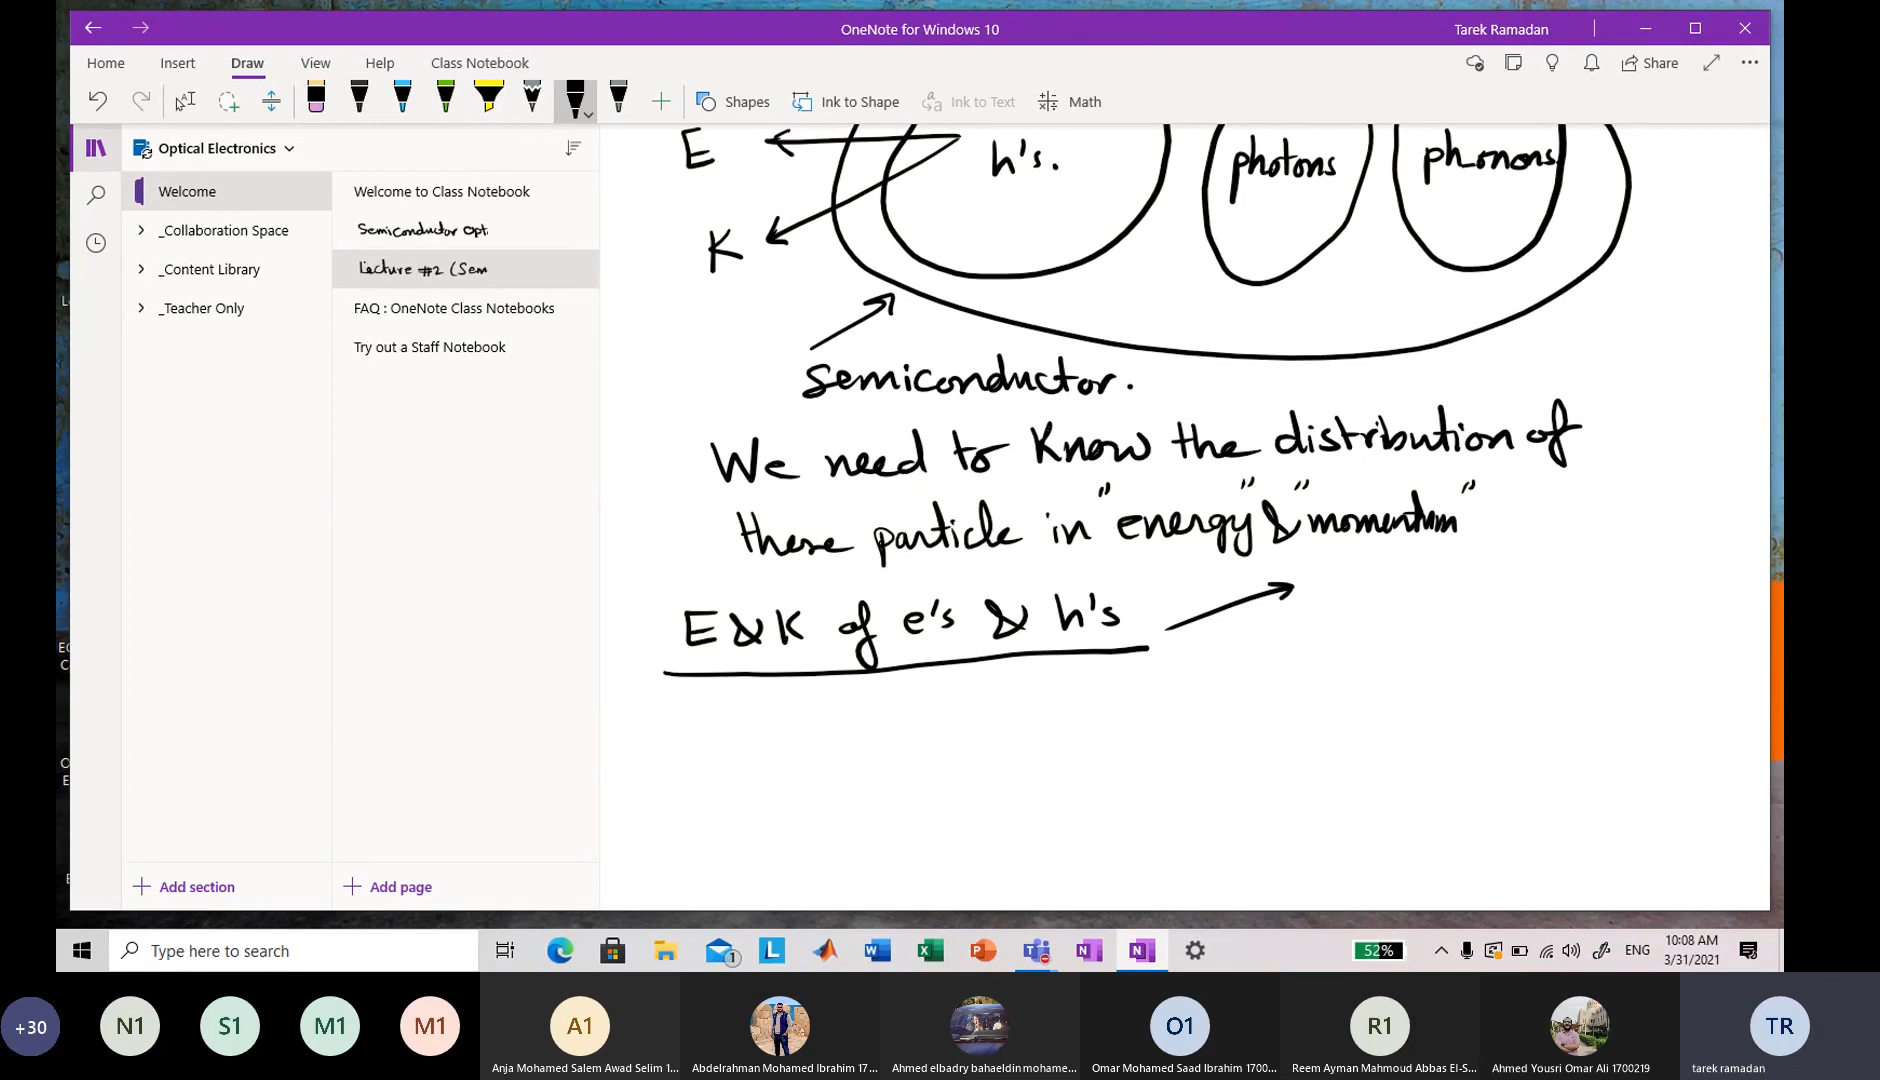 OneNote for Windows 10
Tarek Ramadan
Home Insert Draw View Help Class Notebook
Share
Shapes Ink to Shape Ink to Text Math
Optical Electronics
Welcome
_Collaboration Space
_Content Library
_Teacher Only
Add section
Welcome to Class Notebook
Semiconductor Opt
Lecture #2 (Sem
FAQ : OneNote Class Notebooks
Try out a Staff Notebook
Add page
E
h's.
photons
phonons
K
Semiconductor.
We need to Know the distribution of
these particle in "energy" & "momentum"
E & K of e's & h's
Type here to search
1
52%
ENG
10:08 AM
3/31/2021
+30
N1
S1
M1
M1
A1
O1
R1
TR
Anja Mohamed Salem Awad Selim 1...
Abdelrahman Mohamed Ibrahim 17...
Ahmed elbadry bahaeldin mohame...
Omar Mohamed Saad Ibrahim 1700...
Reem Ayman Mahmoud Abbas El-S...
Ahmed Yousri Omar Ali 1700219
tarek ramadan